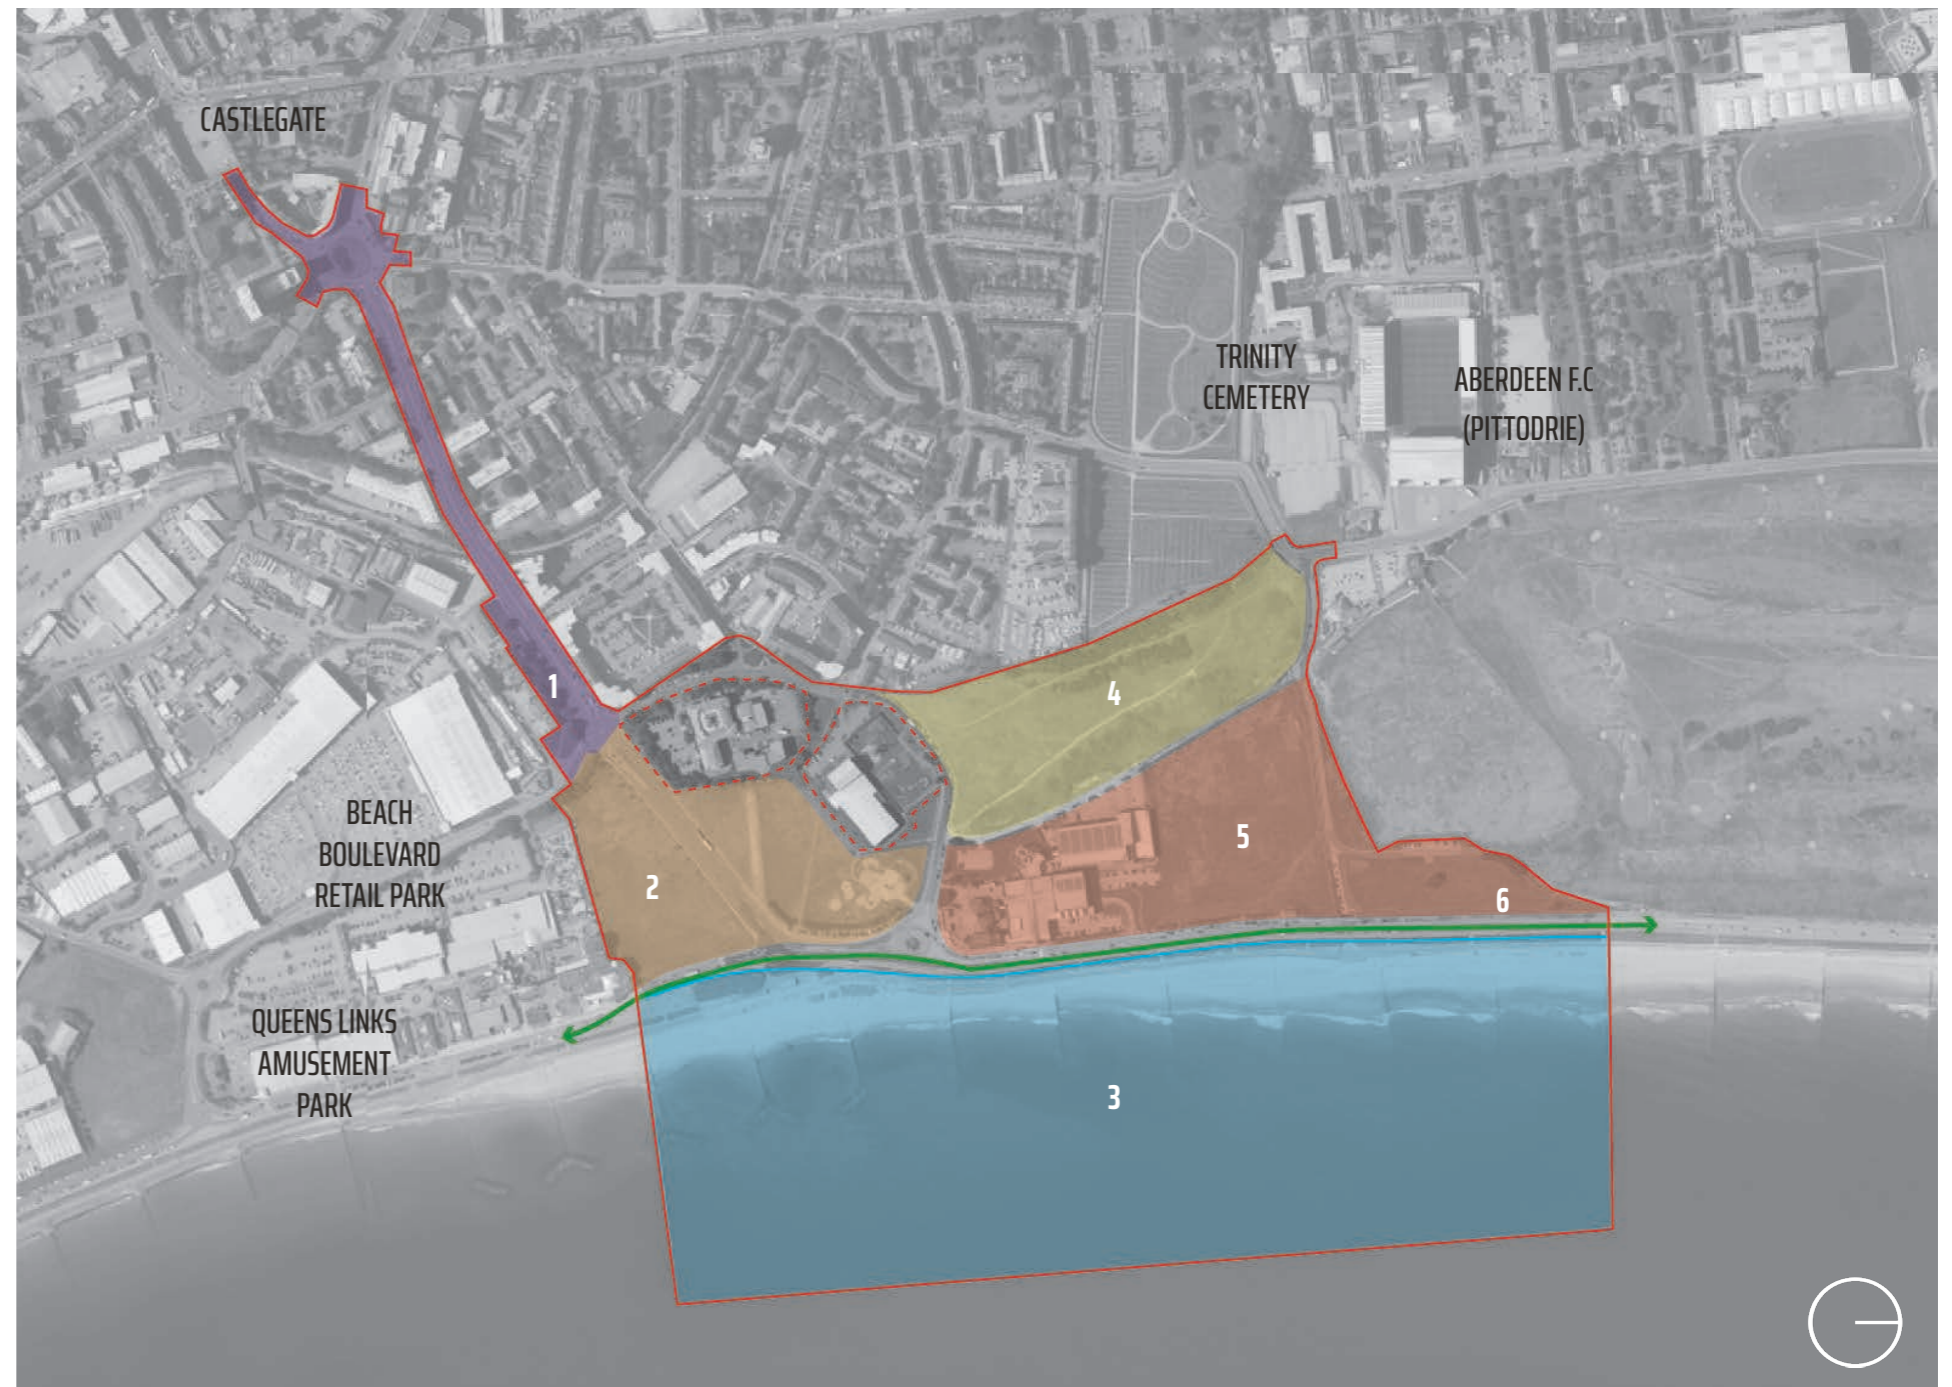 CASTLEGATE
TRINITY
CEMETERY
ABERDEEN F.C
(PITTODRIE)
1
4
BEACH
BOULEVARD
RETAIL PARK
2
5
6
QUEENS LINKS
AMUSEMENT
PARK
3